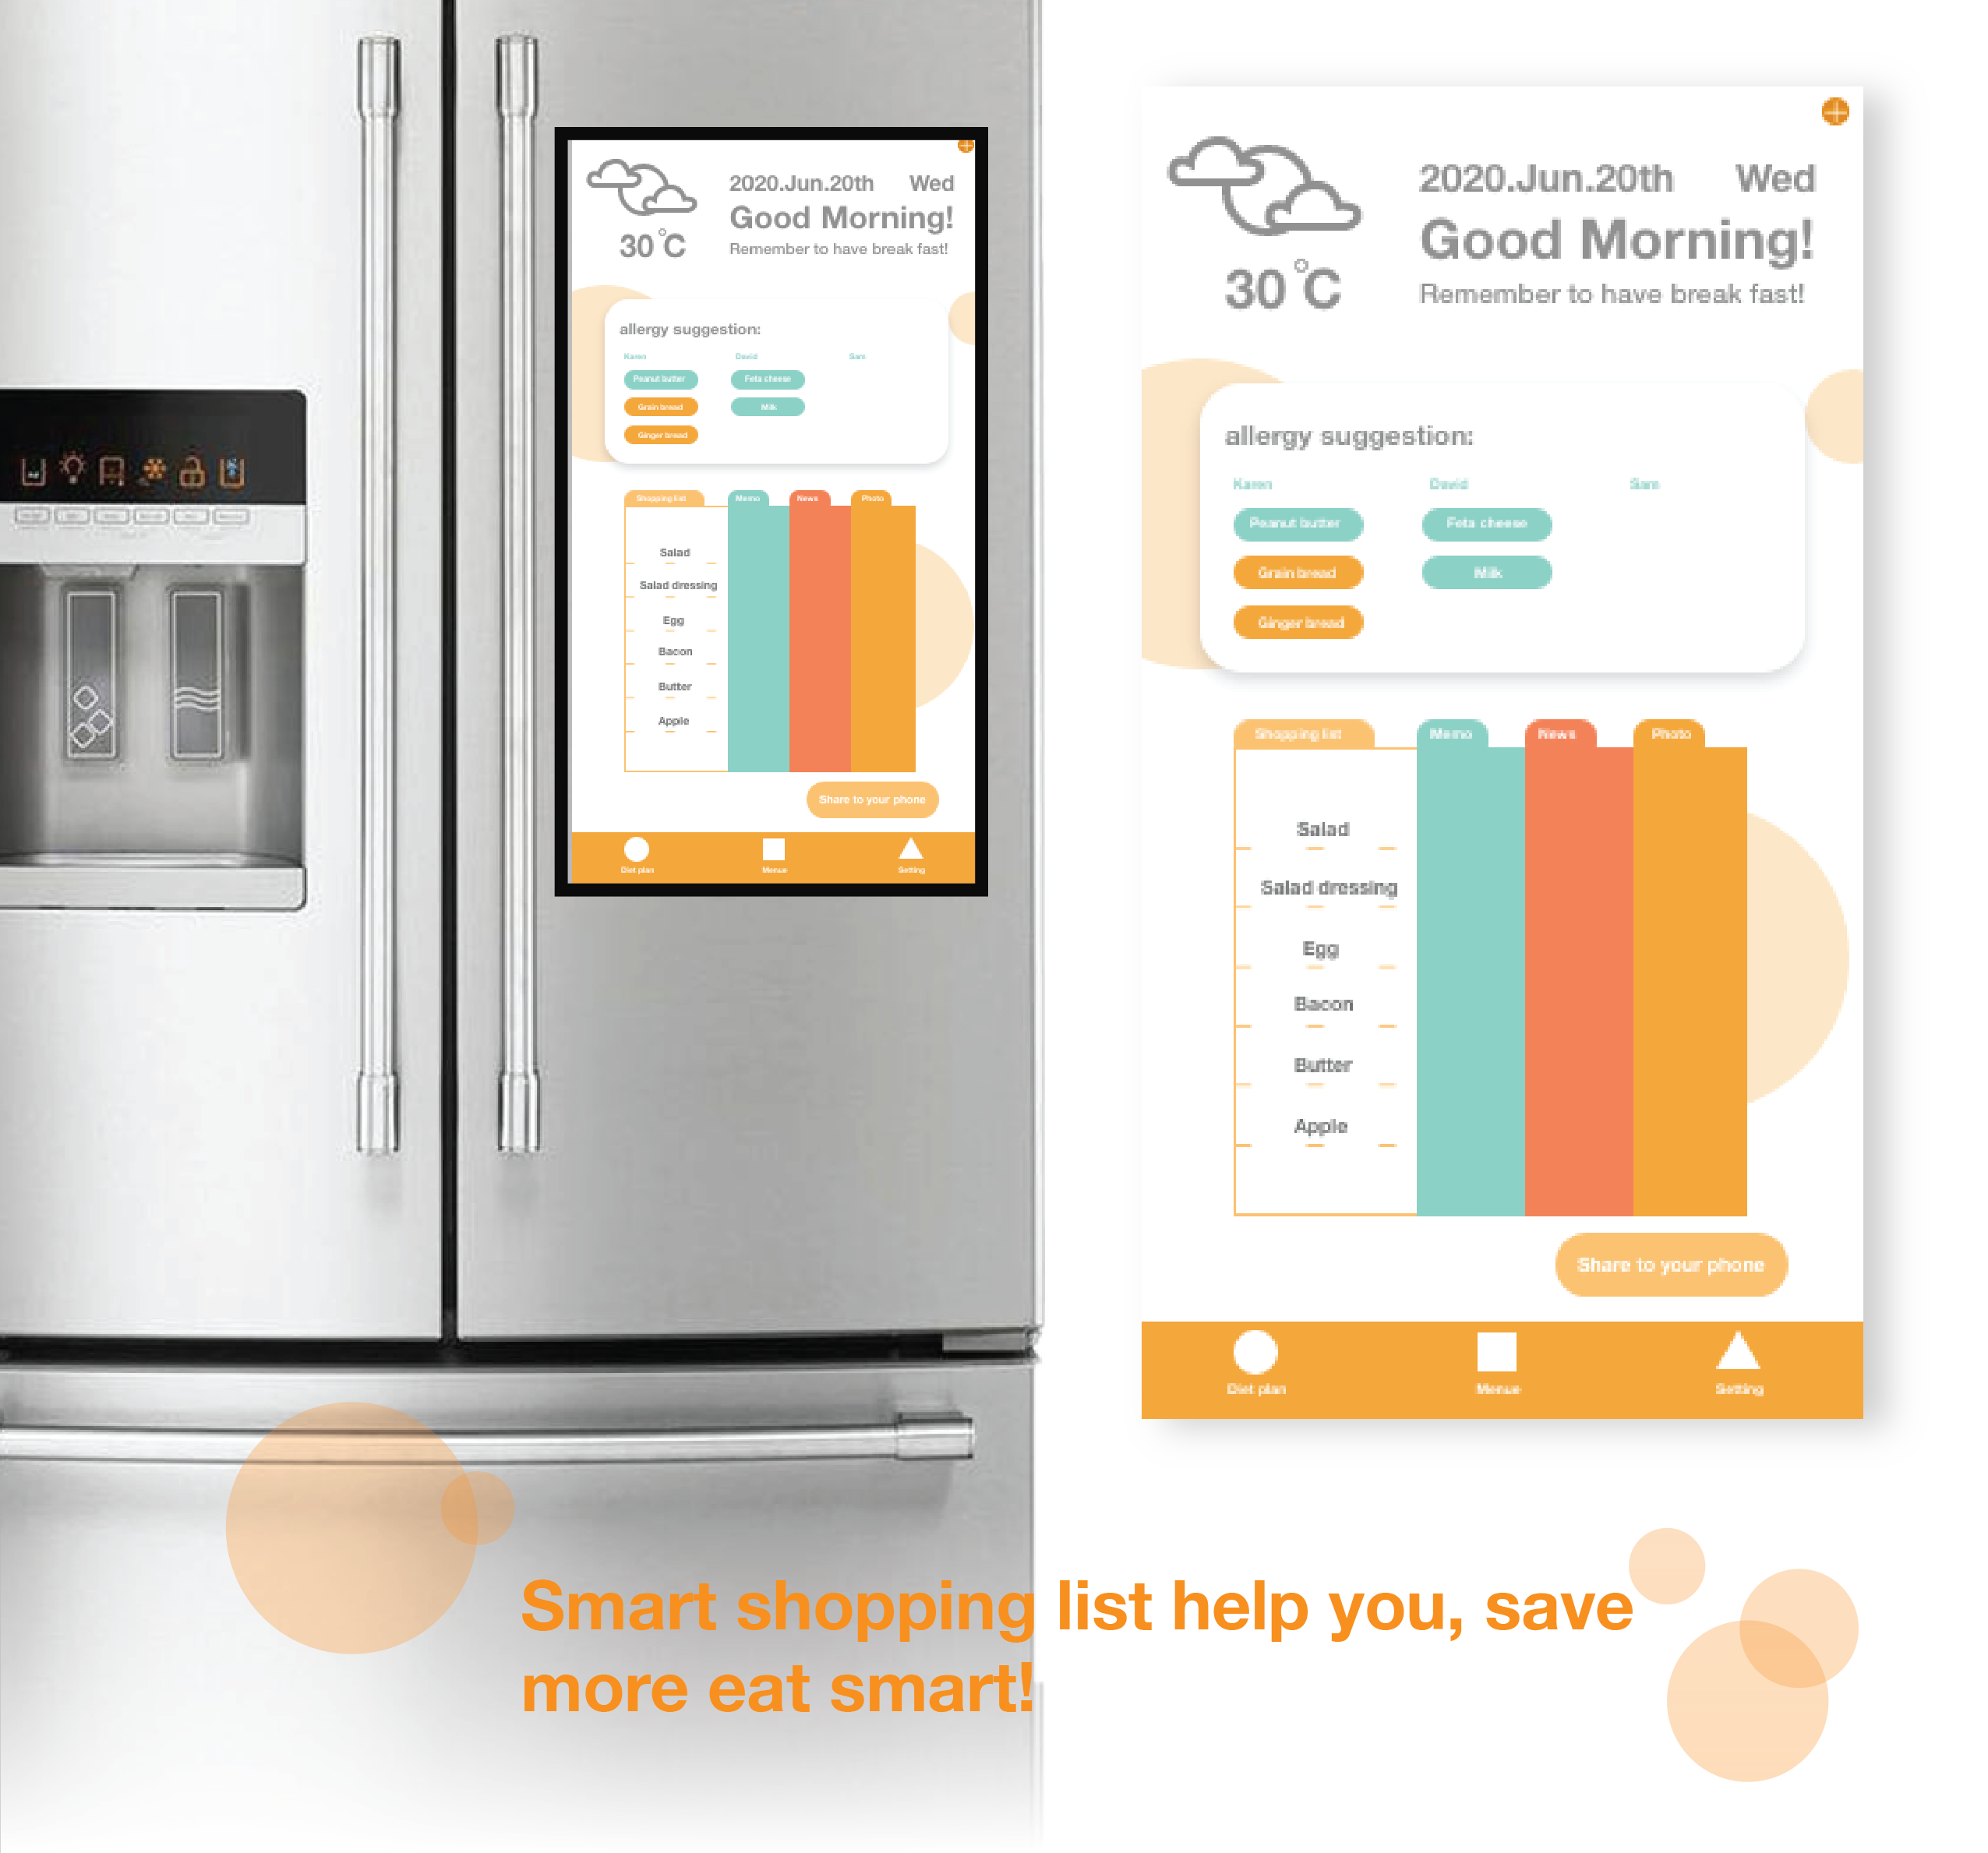 2020.Jun.20th Wed
Good Morning!
30°C
Remember to have break fast!
allergy suggestion:
Karen David Sam
Peanut butter Feta cheese
Grain bread Milk
Ginger bread
Shopping list Memo News Photo
Salad
Salad dressing
Egg
Bacon
Butter
Apple
Share to your phone
Diet plan Menue Setting
2020.Jun.20th Wed
Good Morning!
30°C
Remember to have break fast!
allergy suggestion:
Karen David Sam
Peanut butter Feta cheese
Grain bread Milk
Ginger bread
Shopping list Memo News Photo
Salad
Salad dressing
Egg
Bacon
Butter
Apple
Share to your phone
Diet plan Menue Setting
Smart shopping list help you, save
more eat smart!